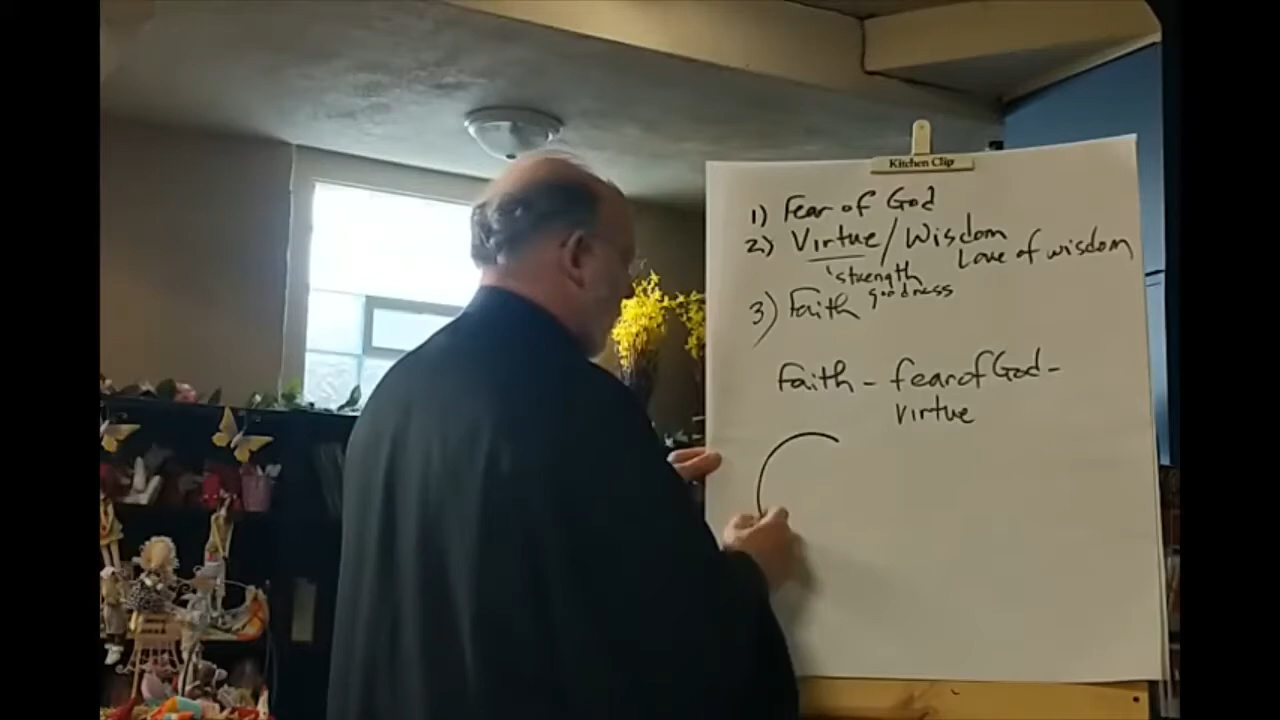 Kitchen Clip
1) Fear of God
2) Virtue / Wisdom
Love of wisdom
'strength
goodness
3) Faith
Faith - fear of God -
virtue